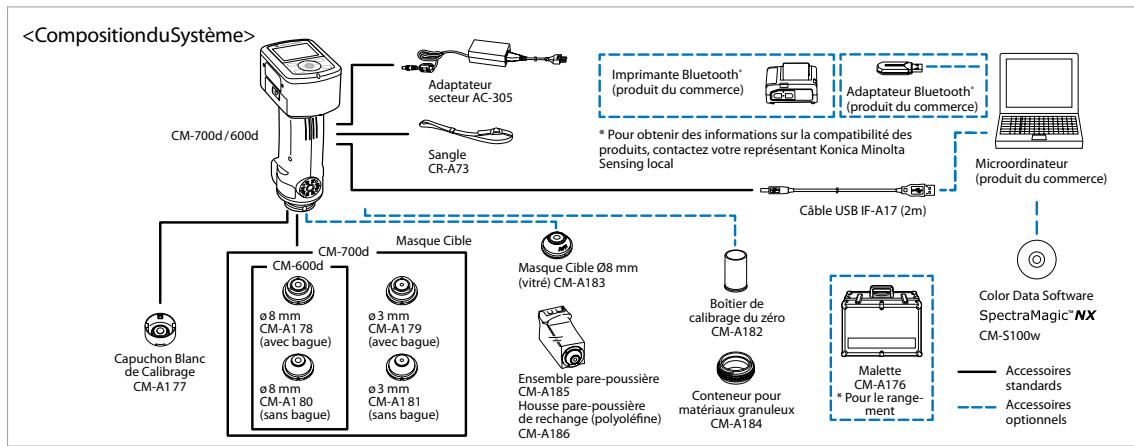 <CompositionduSystème>
CM-700d / 600d
Adaptateur
secteur AC-305
Sangle
CR-A73
Imprimante Bluetooth*
(produit du commerce)
Adaptateur Bluetooth*
(produit du commerce)
* Pour obtenir des informations sur la compatibilité des
produits, contactez votre représentant Konica Minolta
Sensing local
Microordinateur
(produit du commerce)
Câble USB IF-A17 (2m)
Capuchon Blanc
de Calibrage
CM-A177
Masque Cible
CM-700d
CM-600d
ø 8 mm
CM-A178
(avec bague)
ø 3 mm
CM-A179
(avec bague)
ø 8 mm
CM-A180
(sans bague)
ø 3 mm
CM-A181
(sans bague)
Masque Cible Ø8 mm
(vitré) CM-A183
Ensemble pare-poussière
CM-A185
Housse pare-poussière
de rechange (polyoléfine)
CM-A186
Boîtier de
calibrage du zéro
CM-A182
Conteneur pour
matériaux granuleux
CM-A184
Malette
CM-A176
* Pour le range-
ment
Color Data Software
SpectraMagic™NX
CM-S100w
Accessoires
standards
Accessoires
optionnels